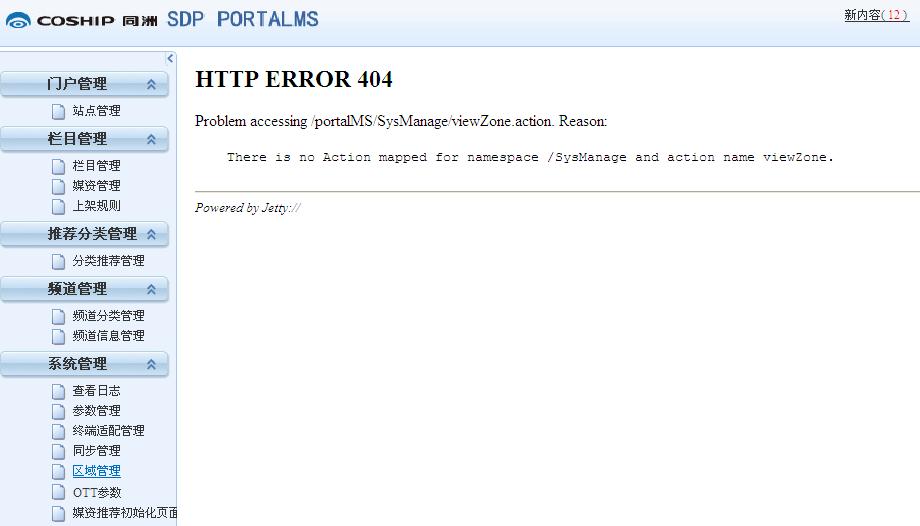 COSHIP 同洲 SDP PORTALMS
新内容( 12 )
门户管理
站点管理
栏目管理
栏目管理
媒资管理
上架规则
推荐分类管理
分类推荐管理
频道管理
频道分类管理
频道信息管理
系统管理
查看日志
参数管理
终端适配管理
同步管理
区域管理
OTT参数
媒资推荐初始化页面
HTTP ERROR 404
Problem accessing /portalMS/SysManage/viewZone.action. Reason:
There is no Action mapped for namespace /SysManage and action name viewZone.
Powered by Jetty://